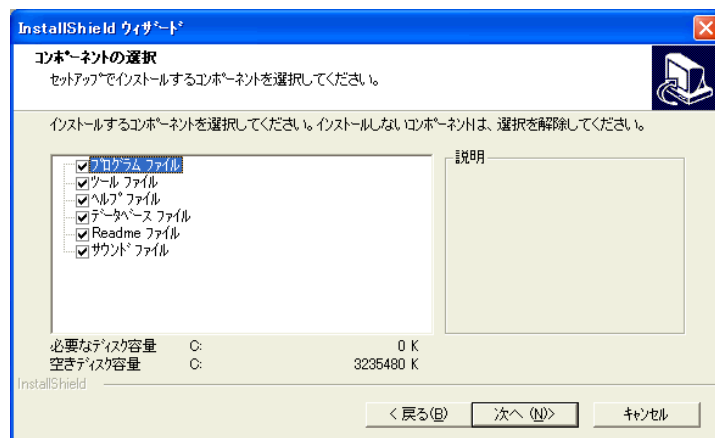 InstallShield ウィザード
コンポーネントの選択
セットアップでインストールするコンポーネントを選択してください。
インストールするコンポーネントを選択してください。インストールしないコンポーネントは、選択を解除してください。
説明
プログラム ファイル
ツール ファイル
ヘルプ ファイル
データベース ファイル
Readme ファイル
サウンド ファイル
必要なディスク容量 C: 0 K
空きディスク容量 C: 3235480 K
InstallShield
< 戻る(B) 次へ (N)> キャンセル